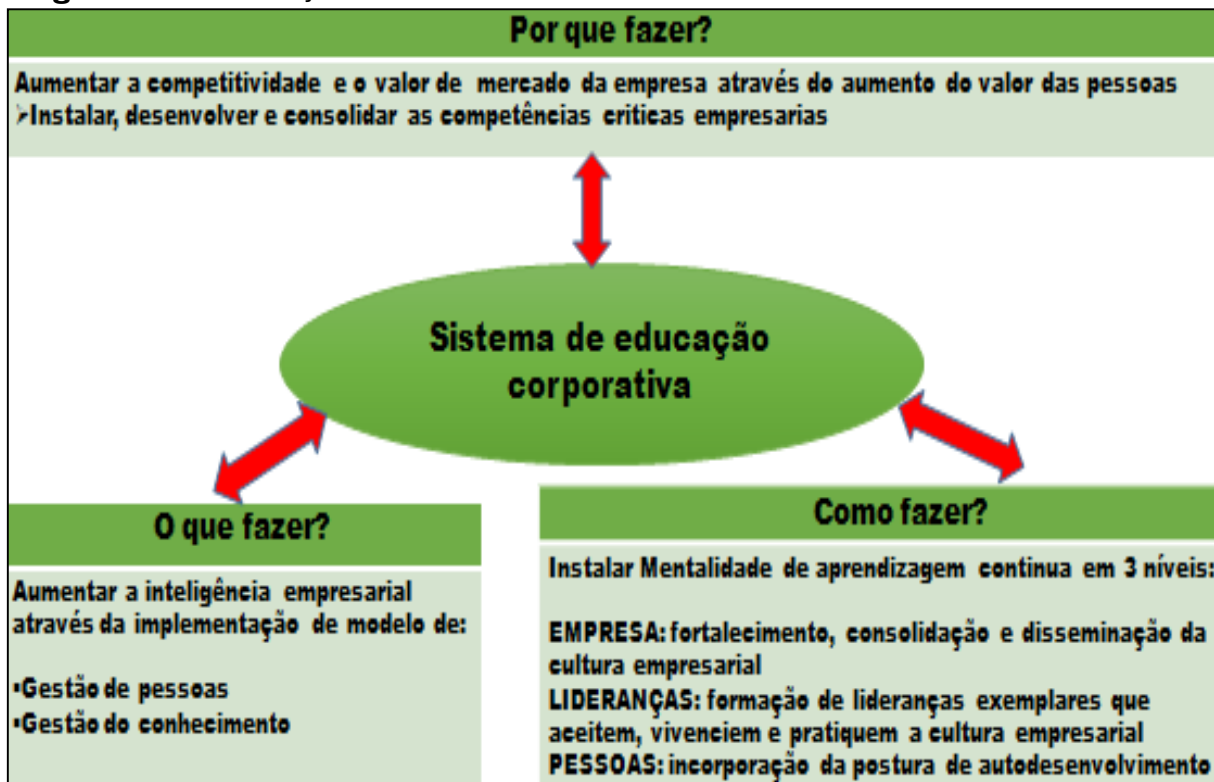 Por que fazer?
Aumentar a competitividade e o valor de mercado da empresa através do aumento do valor das pessoas
➢Instalar, desenvolver e consolidar as competências criticas empresarias
Sistema de educação
corporativa
O que fazer?
Aumentar a inteligência empresarial
através da implementação de modelo de:
▪Gestão de pessoas
▪Gestão do conhecimento
Como fazer?
Instalar Mentalidade de aprendizagem continua em 3 níveis:
EMPRESA: fortalecimento, consolidação e disseminação da
cultura empresarial
LIDERANÇAS: formação de lideranças exemplares que
aceitem, vivenciem e pratiquem a cultura empresarial
PESSOAS: incorporação da postura de autodesenvolvimento